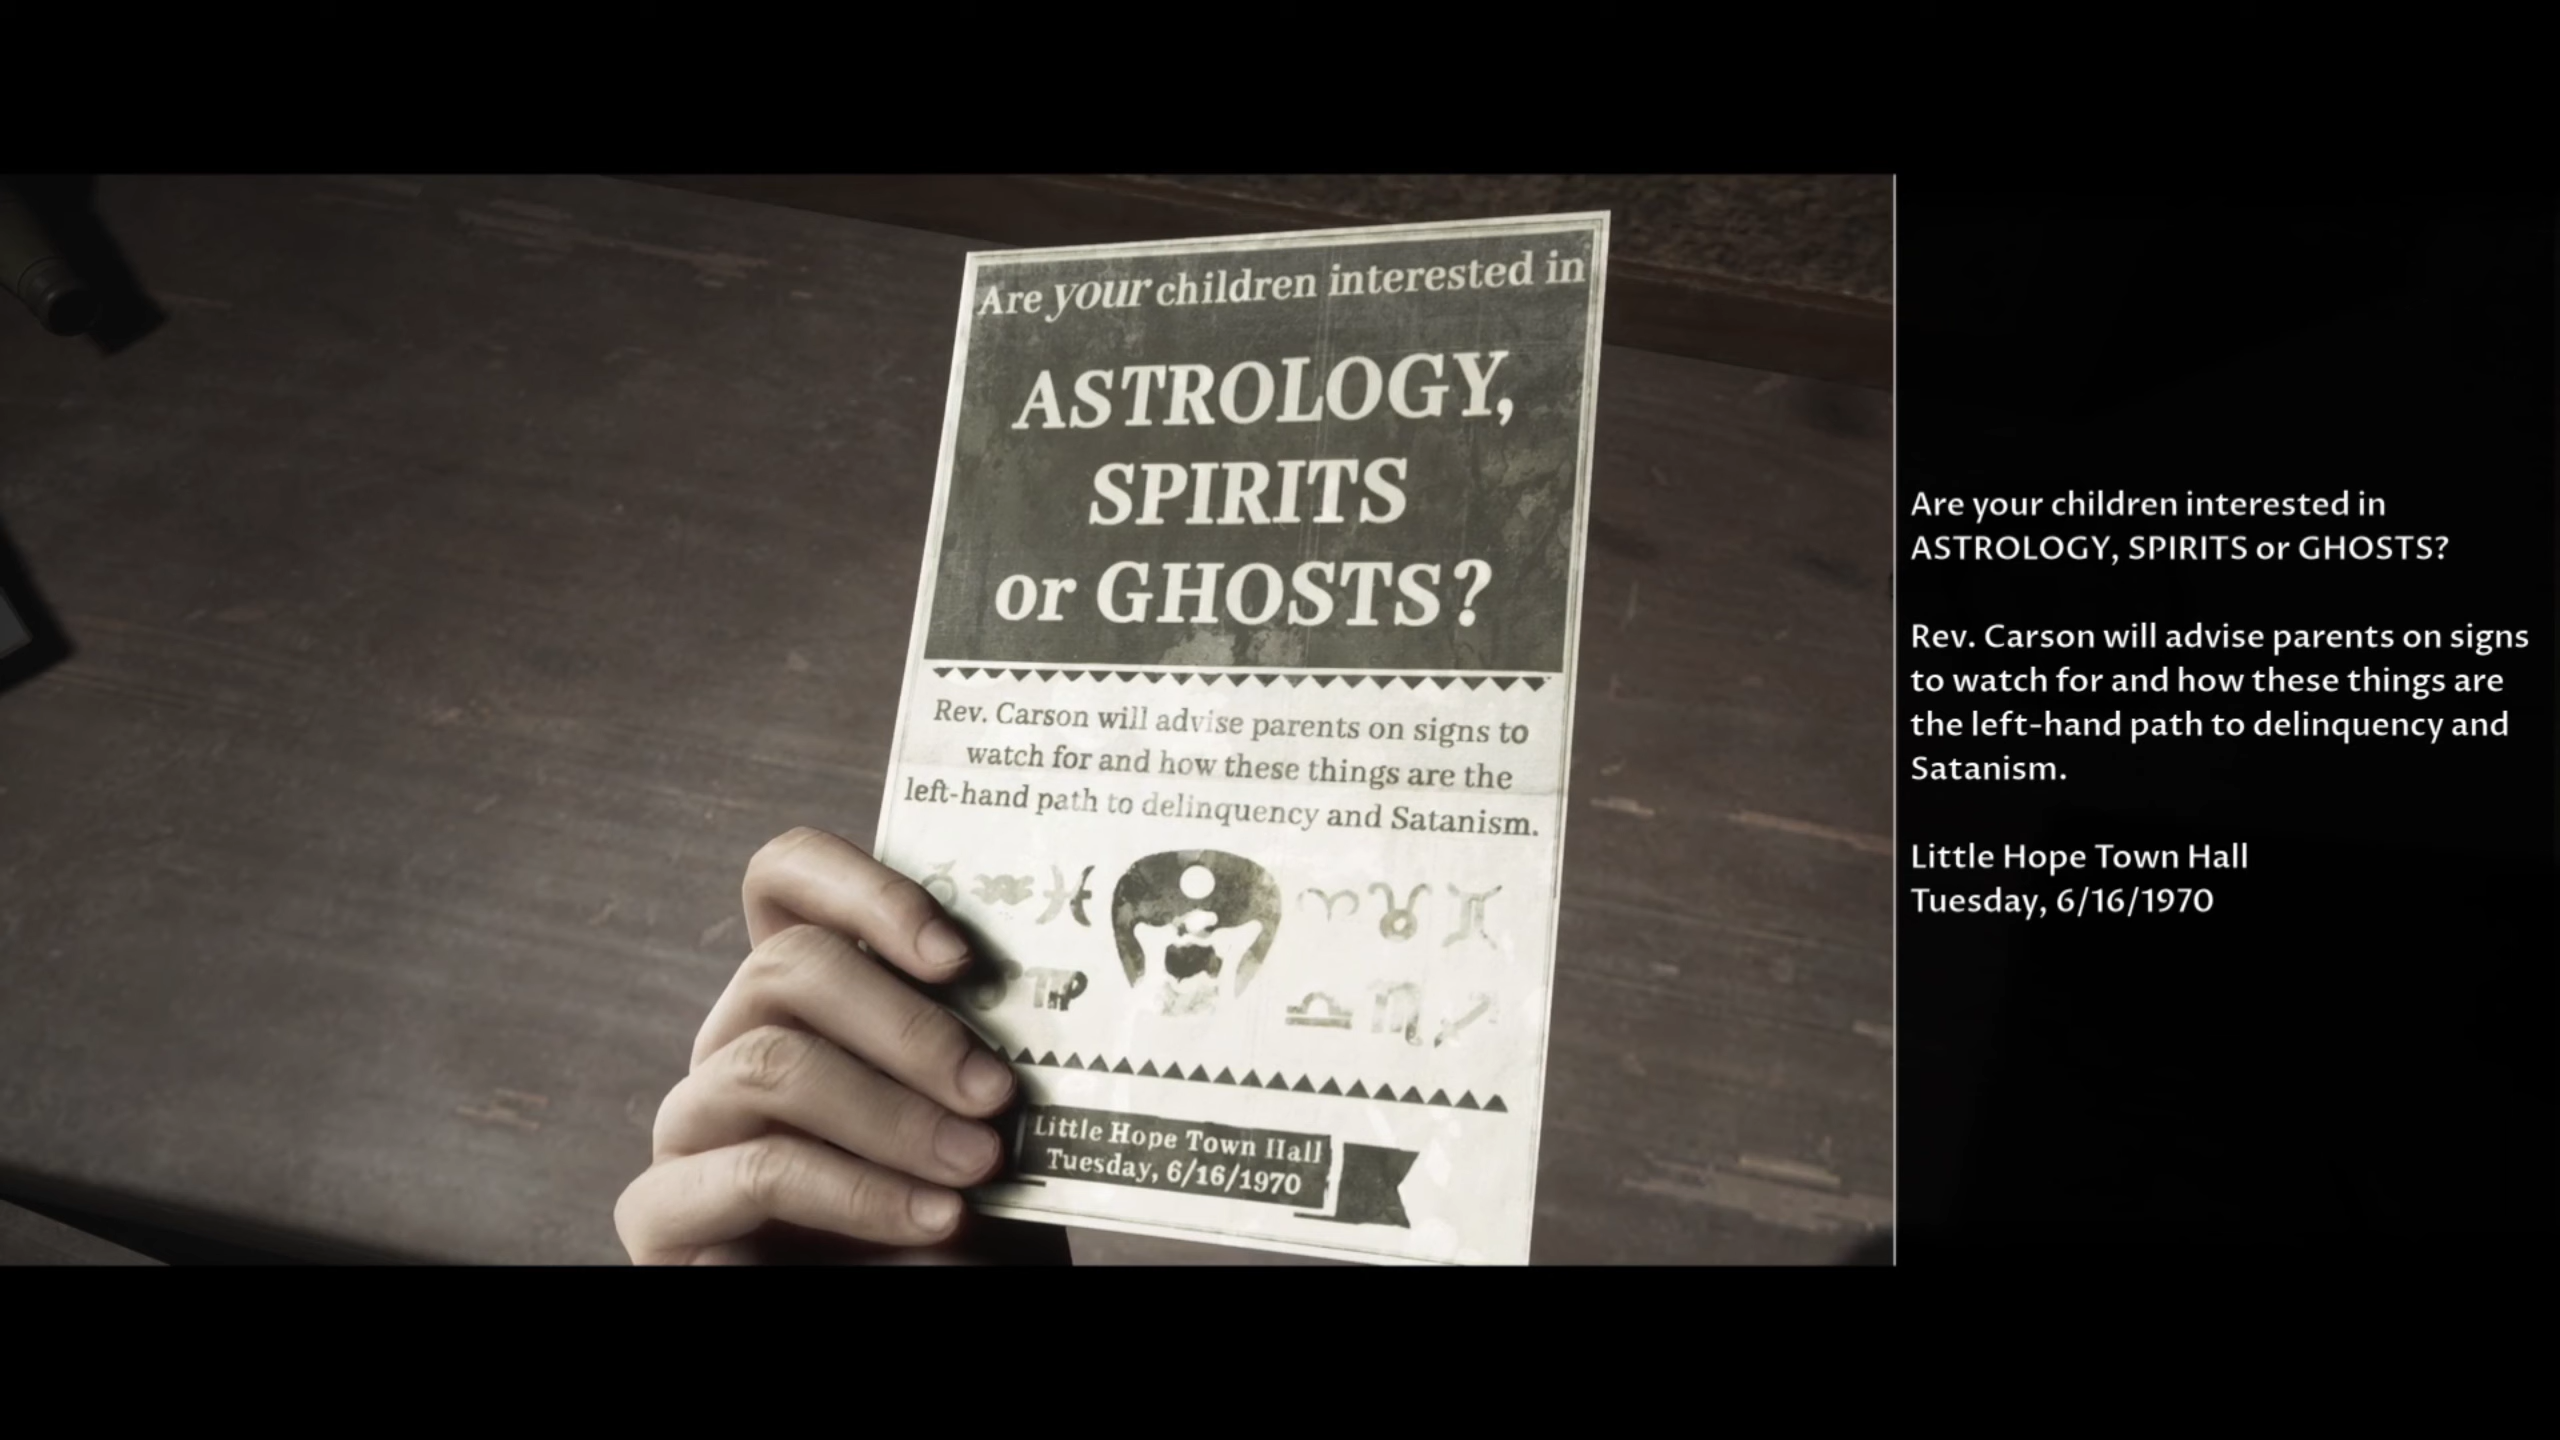 Are your children interested in
ASTROLOGY,
SPIRITS
or GHOSTS?
Rev. Carson will advise parents on signs to
watch for and how these things are the
left-hand path to delinquency and Satanism.
Little Hope Town Hall
Tuesday, 6/16/1970
Are your children interested in
ASTROLOGY, SPIRITS or GHOSTS?
Rev. Carson will advise parents on signs
to watch for and how these things are
the left-hand path to delinquency and
Satanism.
Little Hope Town Hall
Tuesday, 6/16/1970